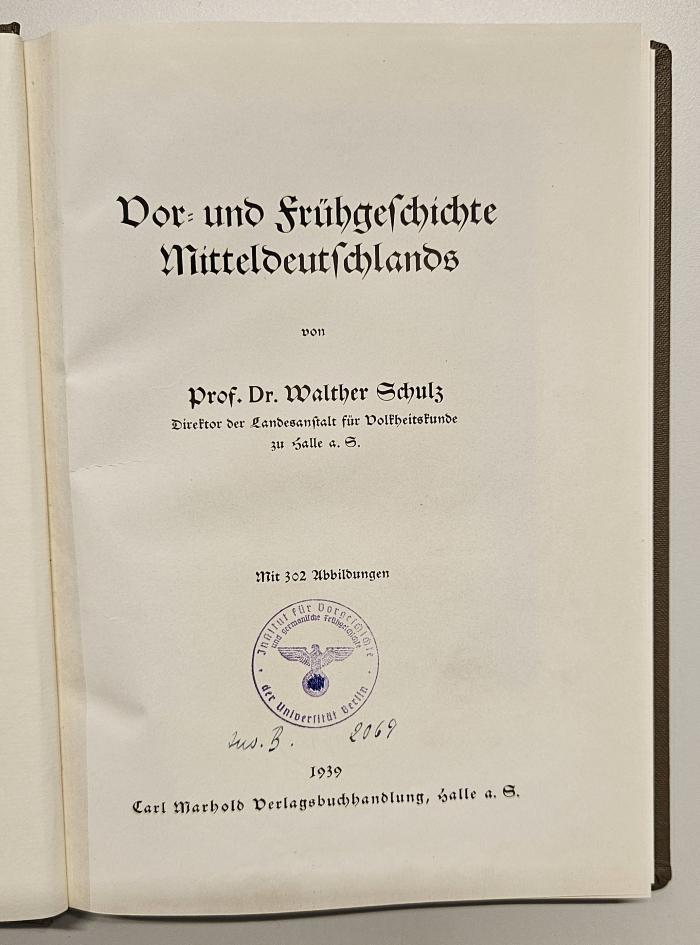 Vor= und Frühgeſchichte
Mitteldeutſchlands
von
Prof. Dr. Walther Schulz
Direktor der Landesanſtalt für Volkheitskunde
zu Halle a. S.
Mit 302 Abbildungen
Inſtitut für Vorgeſchichte
und germaniſche Frühgeſchichte
der Univerſität Berlin
Inv. B. 2069
1939
Carl Marhold Verlagsbuchhandlung, Halle a. S.